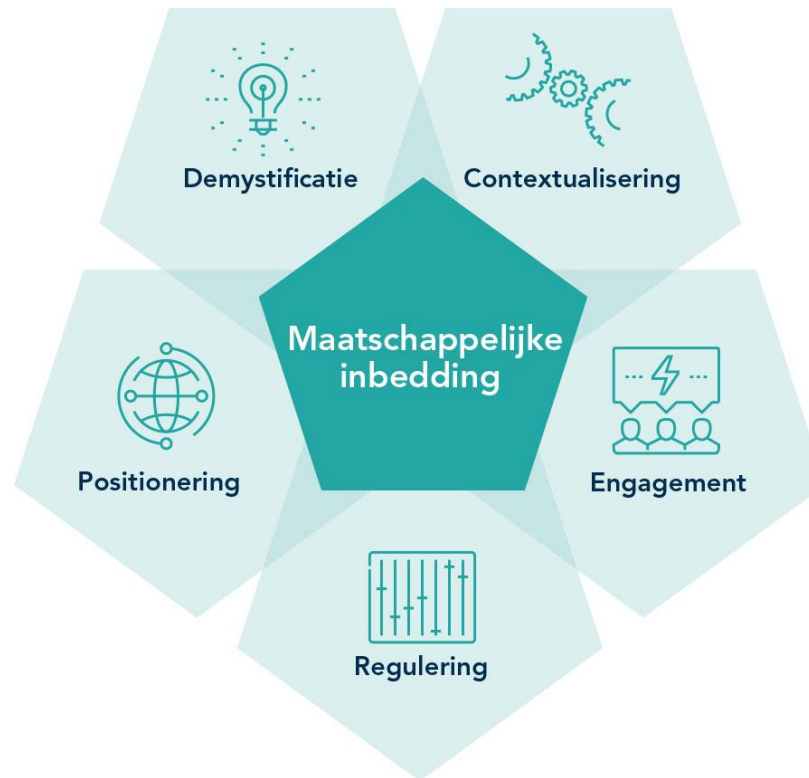 Demystificatie
Contextualisering
Maatschappelijke
inbedding
Positionering
Engagement
Regulering